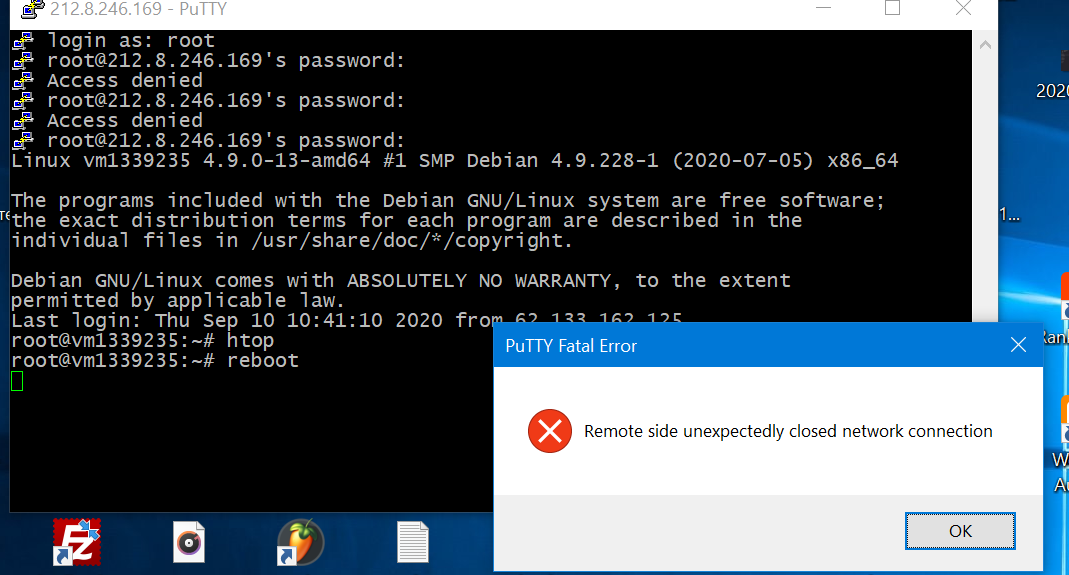 212.8.246.169 - PuTTY
login as: root
root@212.8.246.169's password:
Access denied
root@212.8.246.169's password:
Access denied
root@212.8.246.169's password:
Linux vm1339235 4.9.0-13-amd64 #1 SMP Debian 4.9.228-1 (2020-07-05) x86_64
The programs included with the Debian GNU/Linux system are free software;
the exact distribution terms for each program are described in the
individual files in /usr/share/doc/*/copyright.
Debian GNU/Linux comes with ABSOLUTELY NO WARRANTY, to the extent
permitted by applicable law.
Last login: Thu Sep 10 10:41:10 2020 from 62.133.162.125
root@vm1339235:~# htop
root@vm1339235:~# reboot
PuTTY Fatal Error
Remote side unexpectedly closed network connection
OK
2020
1...
FZ